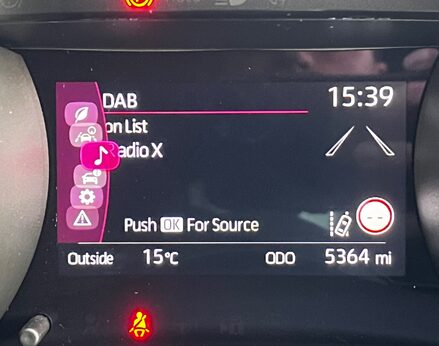 DAB
15:39
on List
Radio X
Push OK For Source
--
Outside 15°C ODO 5364 mi